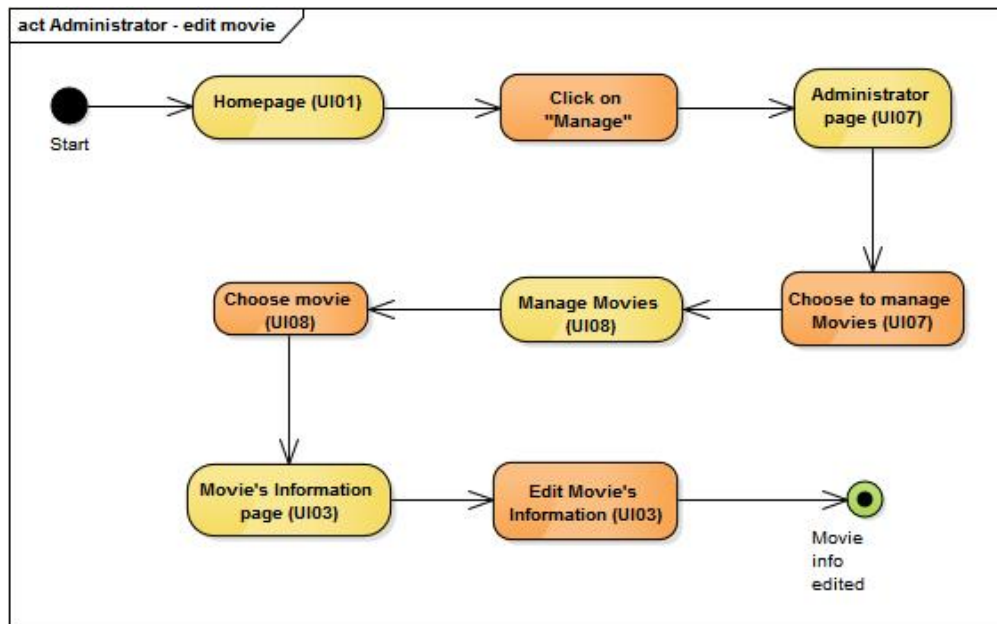 act Administrator - edit movie
Start
Homepage (UI01)
Click on
"Manage"
Administrator
page (UI07)
Choose movie
(UI08)
Manage Movies
(UI08)
Choose to manage
Movies (UI07)
Movie's Information
page (UI03)
Edit Movie's
Information (UI03)
Movie
info
edited